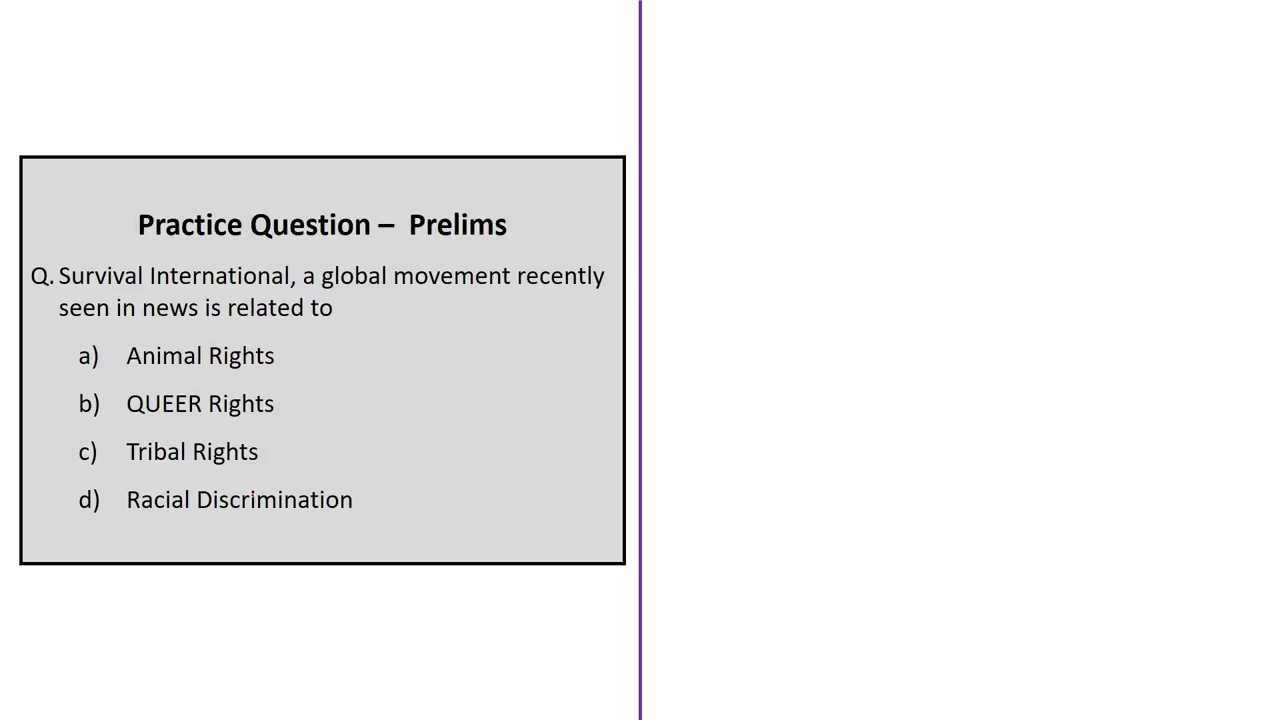 Practice Question – Prelims
Q. Survival International, a global movement recently
seen in news is related to
a) Animal Rights
b) QUEER Rights
c) Tribal Rights
d) Racial Discrimination